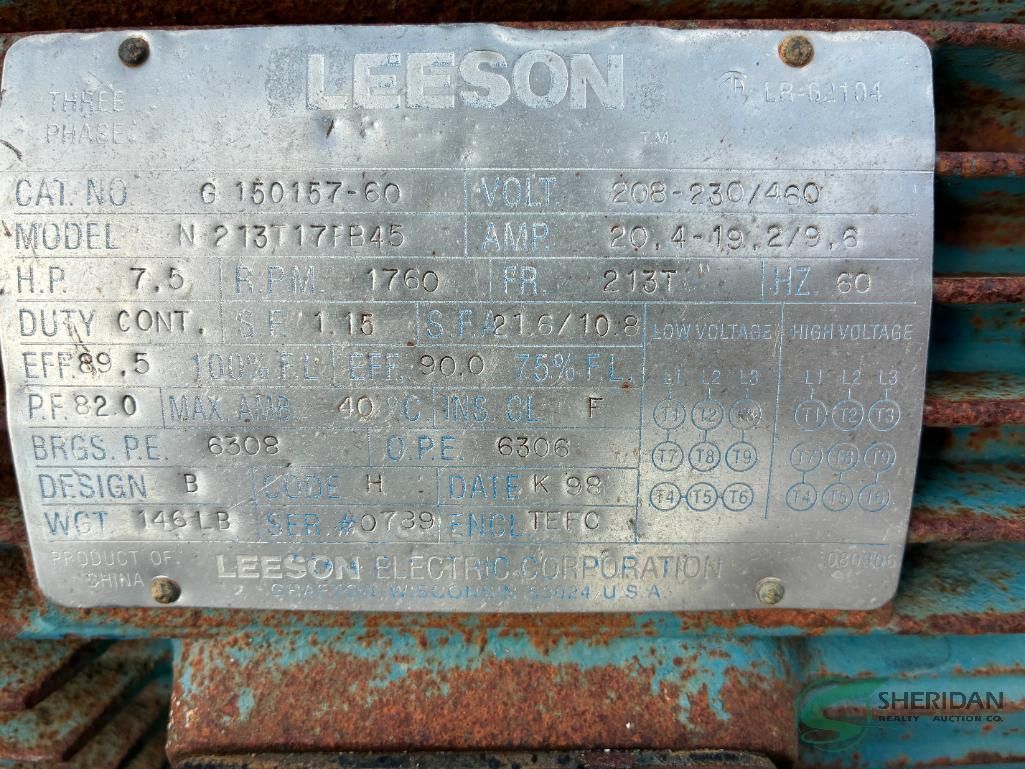 LEESON
THREE PHASE
LR-62104
T.M.
CAT. NO G 150157-60 VOLT. 208-230/460
MODEL N 213T17FB45 AMP. 20.4-19.2/9.6
H.P. 7.5 R.P.M. 1760 FR. 213T HZ. 60
DUTY CONT. S.F. 1.15 S.F.A 21.6/10.8 LOW VOLTAGE HIGH VOLTAGE
EFF. 89.5 100% F.L EFF. 90.0 75% F.L.
L1 L2 L3 L1 L2 L3
P.F. 82.0 MAX. AMB 40 °C INS. CL. F T1 T2 T3 T1 T2 T3
BRGS. P.E. 6308 O.P.E. 6306 T7 T8 T9 T7 T8 T9
DESIGN B CODE H DATE K 98 T4 T5 T6 T4 T5 T6
WGT 146 LB SER. # 0789 ENCL TEFC
PRODUCT OF CHINA
LEESON ELECTRIC CORPORATION
GRAFTON, WISCONSIN 53024 U.S.A.
SHERIDAN
REALTY AUCTION CO.